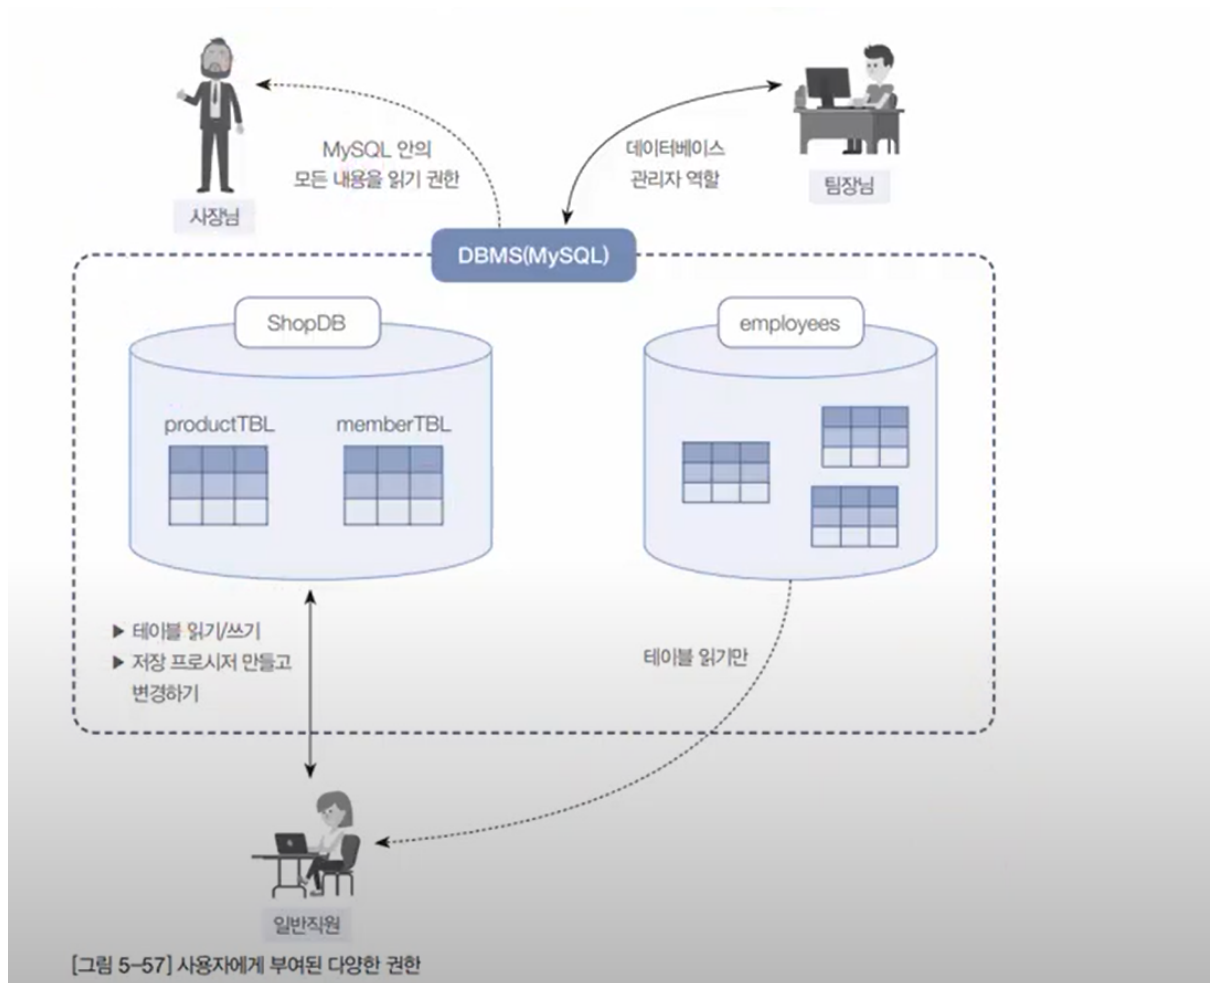 MySQL 안의
모든 내용을 읽기 권한
사장님
데이터베이스
관리자 역할
팀장님
DBMS(MySQL)
ShopDB
productTBL
memberTBL
employees
▶ 테이블 읽기/쓰기
▶ 저장 프로시저 만들고
변경하기
테이블 읽기만
일반직원
[그림 5-57] 사용자에게 부여된 다양한 권한